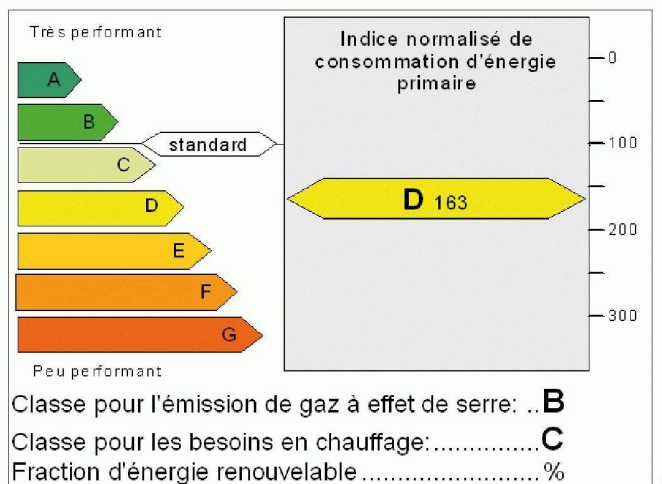 Très performant
A
B
C
D
E
F
G
Peu performant
standard
Indice normalisé de
consommation d'énergie
primaire
D 163
0
100
200
300
Classe pour l'émission de gaz à effet de serre: ..B
Classe pour les besoins en chauffage:...............C
Fraction d'énergie renouvelable .........................%